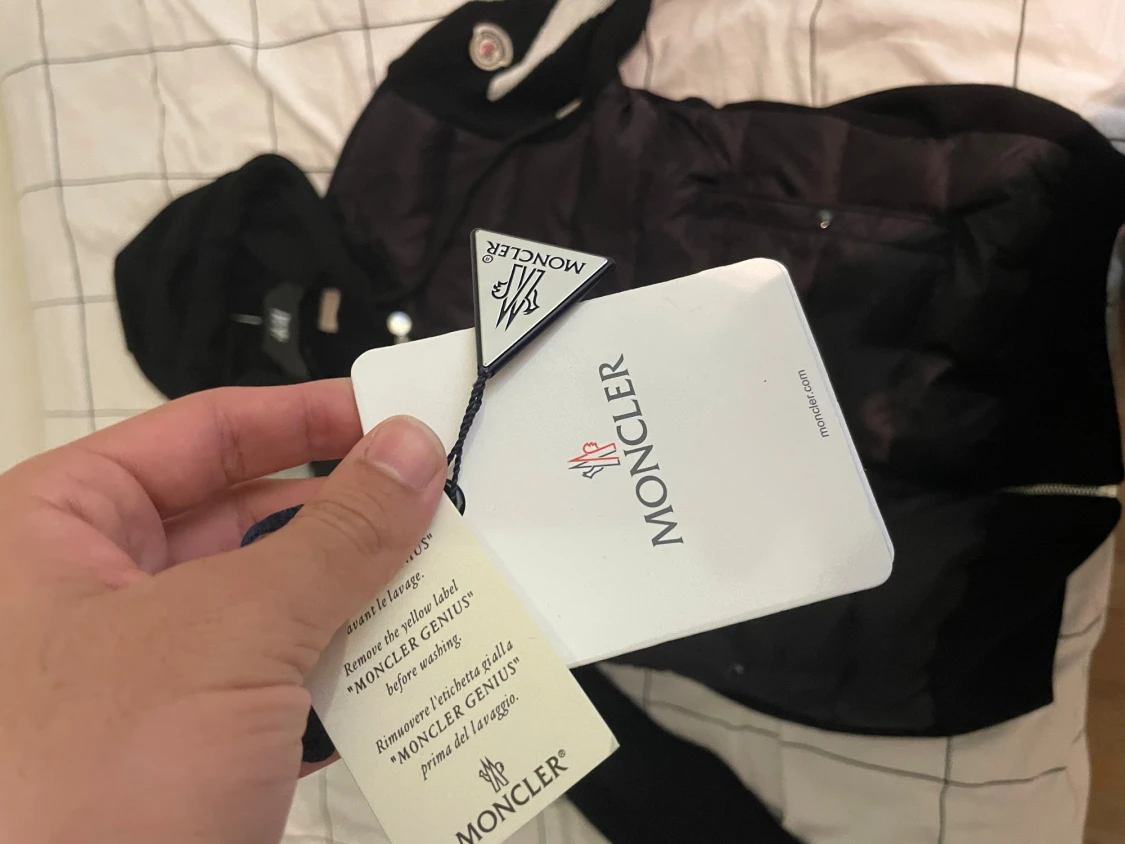 MONCLER®
MONCLER
moncler.com
avant le lavage.
Remove the yellow label
"MONCLER GENIUS"
before washing.
Rimuovere l'etichetta gialla
"MONCLER GENIUS"
prima del lavaggio.
MONCLER®